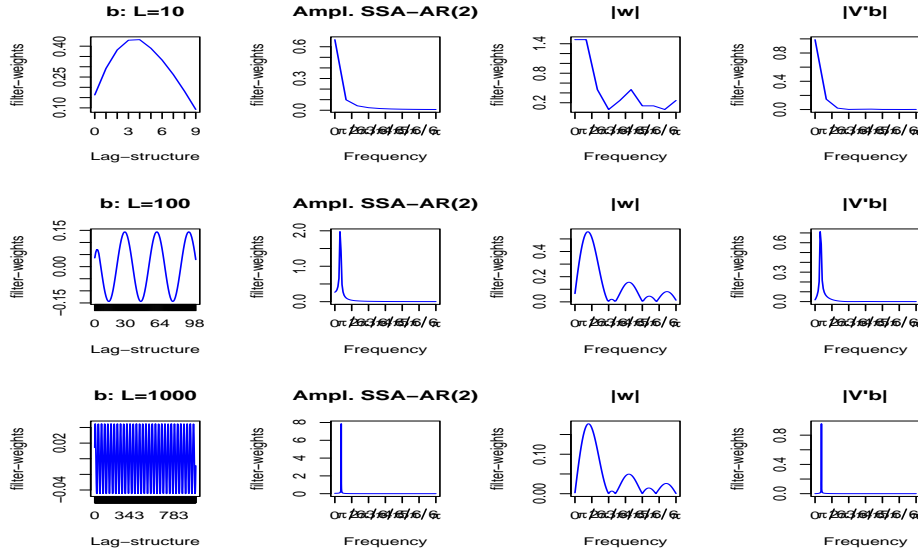 b: L=10
Ampl. SSA-AR(2)
|w|
|V'b|
filter-weights
0.10
0.25
0.40
0
3
6
9
Lag-structure
filter-weights
0.0
0.3
0.6
Frequency
filter-weights
0.2
0.8
1.4
Frequency
filter-weights
0.0
0.4
0.8
Frequency
b: L=100
Ampl. SSA-AR(2)
|w|
|V'b|
filter-weights
-0.15
0.00
0.15
0
30
64
98
Lag-structure
filter-weights
0.0
1.0
2.0
Frequency
filter-weights
0.0
0.2
0.4
Frequency
filter-weights
0.0
0.3
0.6
Frequency
b: L=1000
Ampl. SSA-AR(2)
|w|
|V'b|
filter-weights
-0.04
0.02
0
343
783
Lag-structure
filter-weights
0
2
4
6
8
Frequency
filter-weights
0.00
0.10
Frequency
filter-weights
0.0
0.4
0.8
Frequency